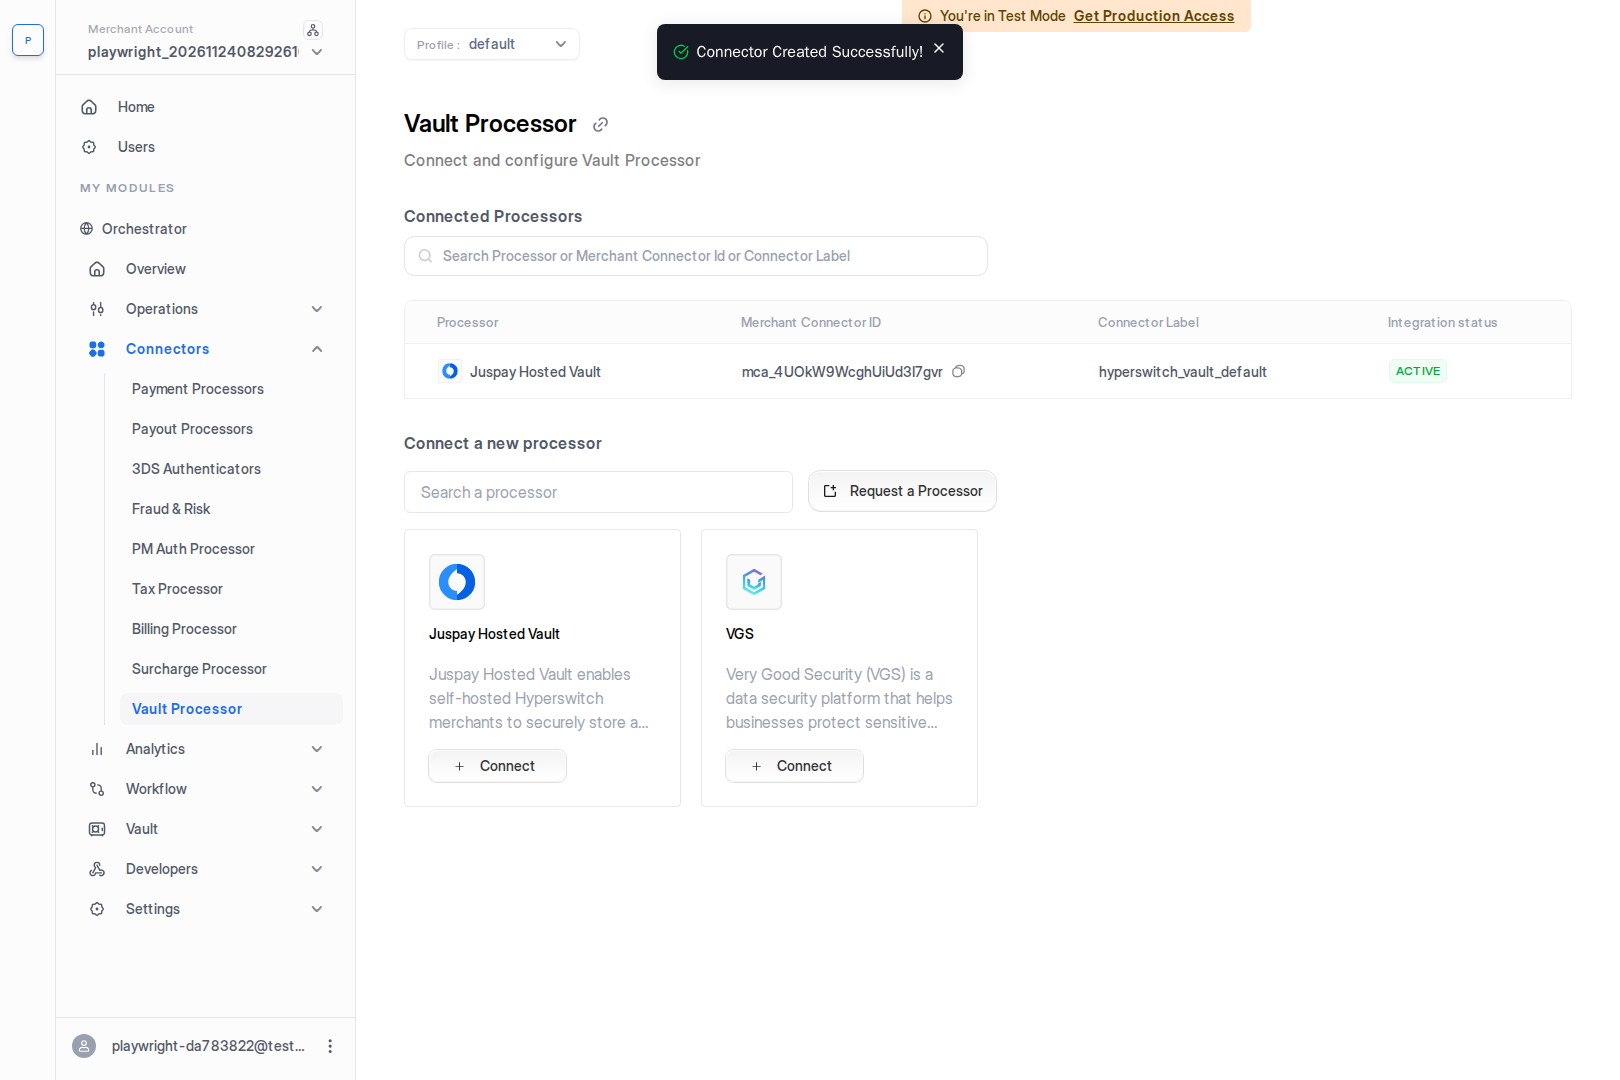 P
Merchant Account
playwright_2026112408292616
Home
Users
MY MODULES
Orchestrator
Overview
Operations
Connectors
Payment Processors
Payout Processors
3DS Authenticators
Fraud & Risk
PM Auth Processor
Tax Processor
Billing Processor
Surcharge Processor
Vault Processor
Analytics
Workflow
Vault
Developers
Settings
playwright-da783822@test...
Profile : default
You're in Test Mode Get Production Access
Connector Created Successfully!
Vault Processor
Connect and configure Vault Processor
Connected Processors
Search Processor or Merchant Connector Id or Connector Label
Processor Merchant Connector ID Connector Label Integration status
Juspay Hosted Vault mca_4UOkW9WcghUiUd3I7gvr hyperswitch_vault_default ACTIVE
Connect a new processor
Search a processor
Request a Processor
Juspay Hosted Vault
Juspay Hosted Vault enables
self-hosted Hyperswitch
merchants to securely store a...
Connect
VGS
Very Good Security (VGS) is a
data security platform that helps
businesses protect sensitive...
Connect